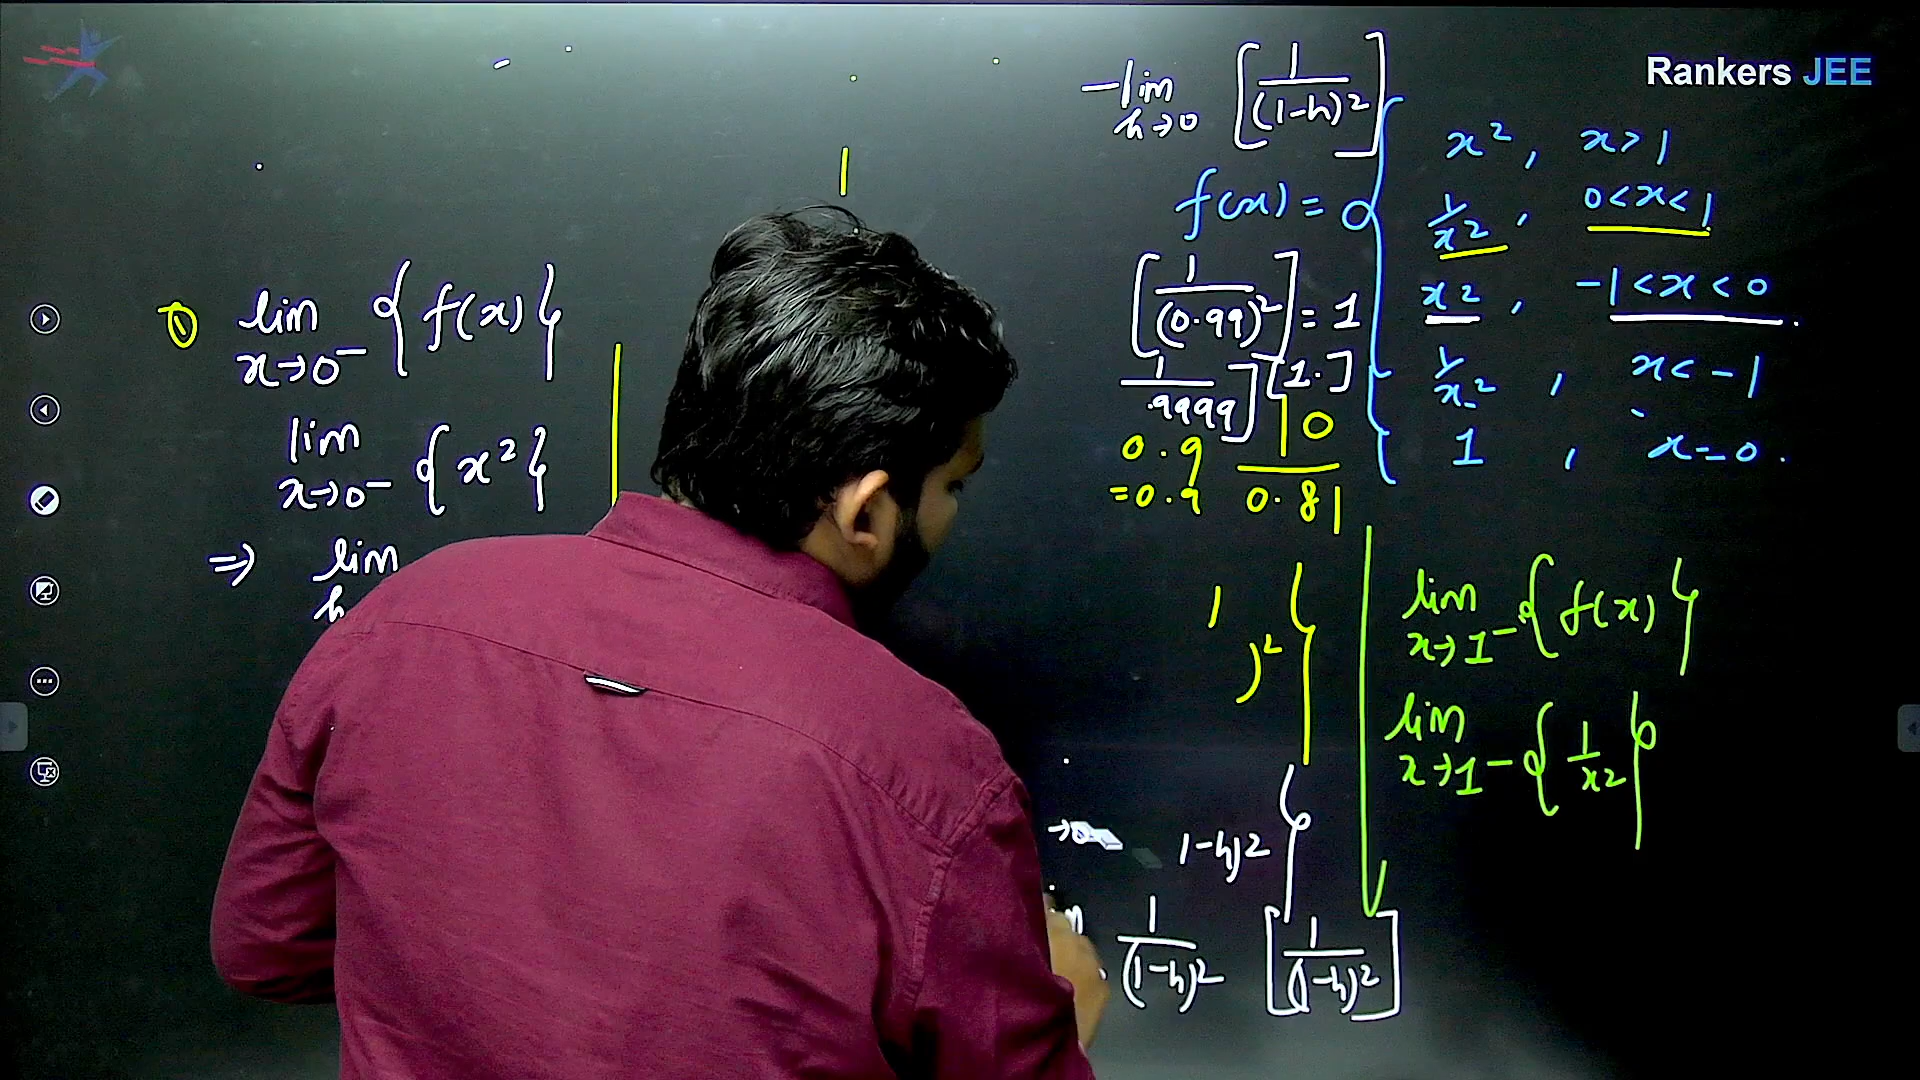 Rankers JEE
-lim h→0 [1/(1-h)²]
f(x) = { x², x>1
1/x², 0<x<1
x², -1<x<0.
1/x², x<-1
1, x=0.
[1/(0.99)²] = 1
1/.9999] [1.]
0.9
=0.9
10/0.81
① lim x→0⁻ {f(x)}
lim x→0⁻ {x²}
⇒ lim h
)² }
1-h)² }
1/(1-h)² [1/(1-h)²]
lim x→1⁻ {f(x)}
lim x→1⁻ {1/x²}